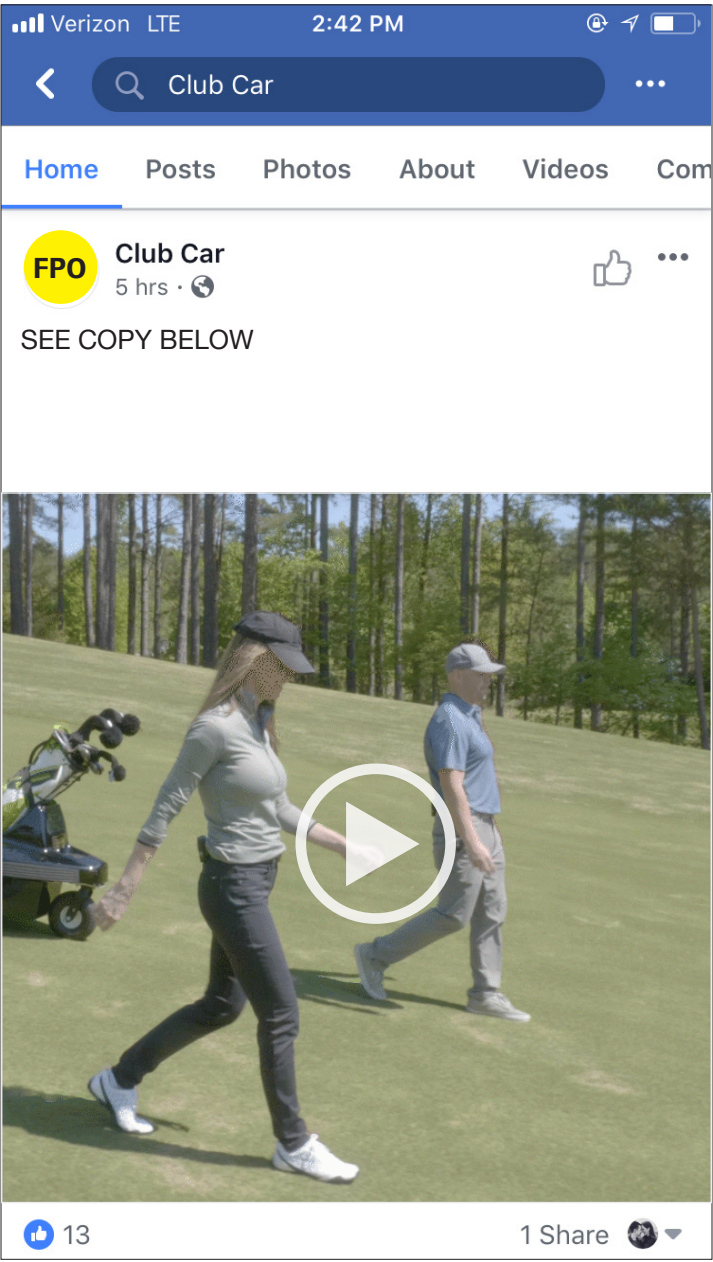 Verizon LTE 2:42 PM
Club Car
Home Posts Photos About Videos Com
FPO
Club Car
5 hrs ·
SEE COPY BELOW
13 1 Share